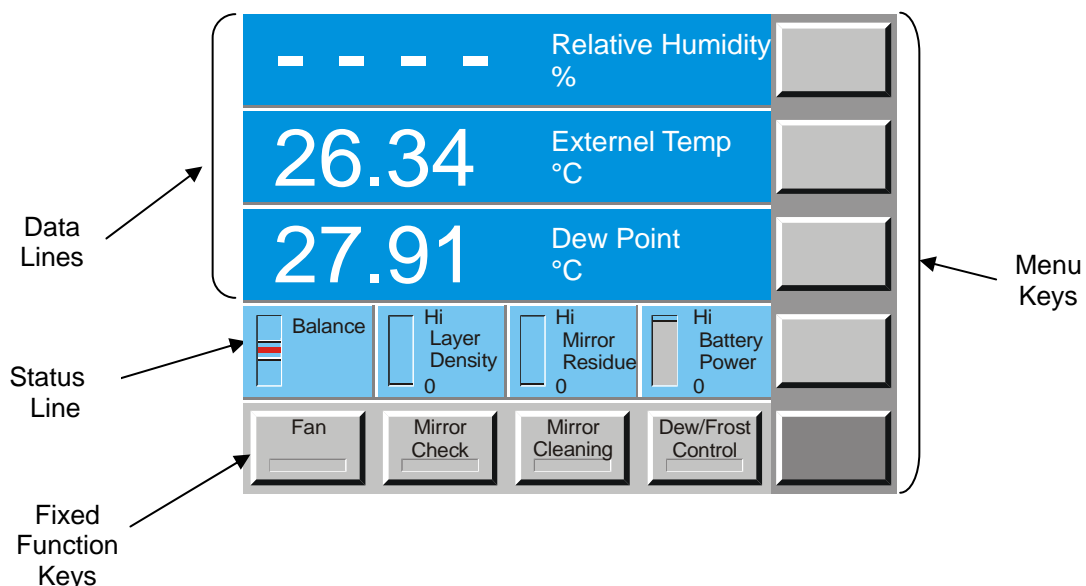 - - - -
Relative Humidity
%
26.34
Externel Temp
°C
27.91
Dew Point
°C
Data
Lines
Menu
Keys
Balance
Hi
Layer
Density
0
Hi
Mirror
Residue
0
Hi
Battery
Power
0
Status
Line
Fan
Mirror
Check
Mirror
Cleaning
Dew/Frost
Control
Fixed
Function
Keys